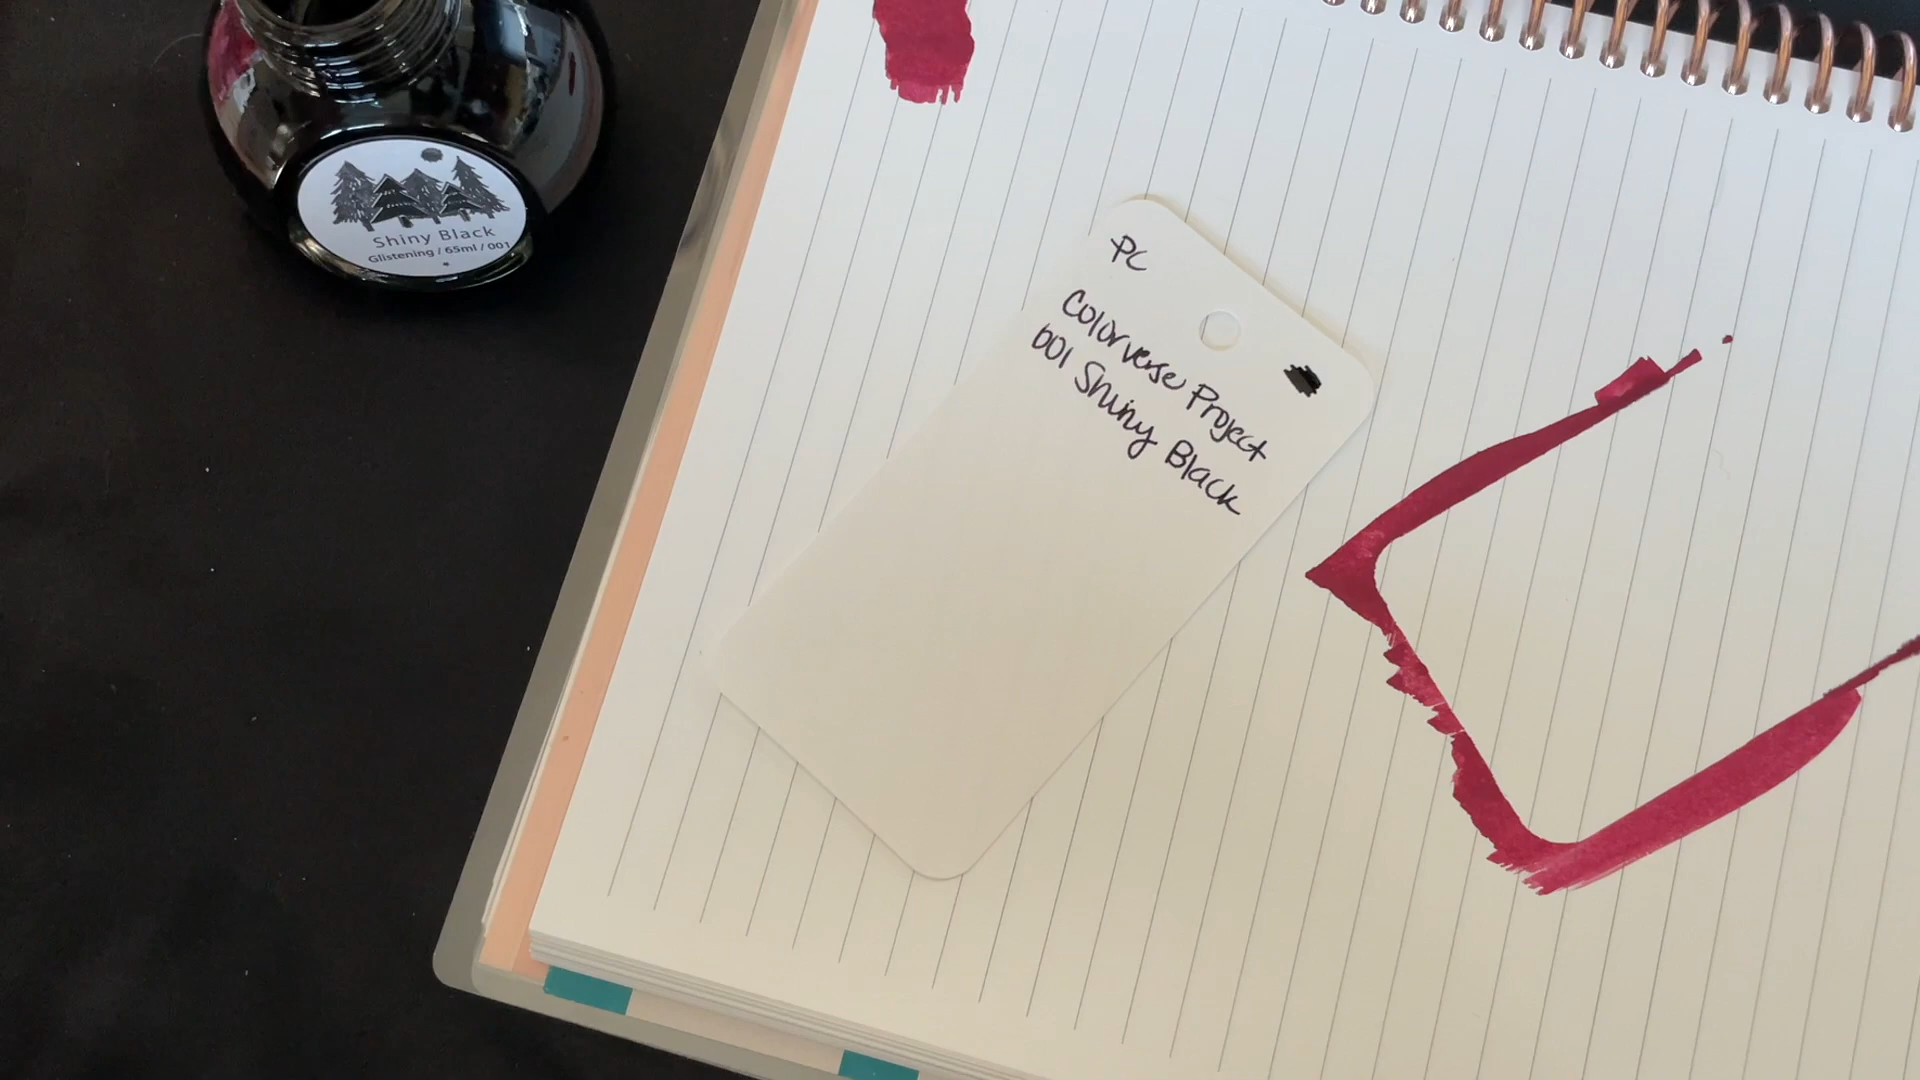 Shiny Black
Glistening / 65ml / 001
PC
Colorverse Project
001 Shiny Black